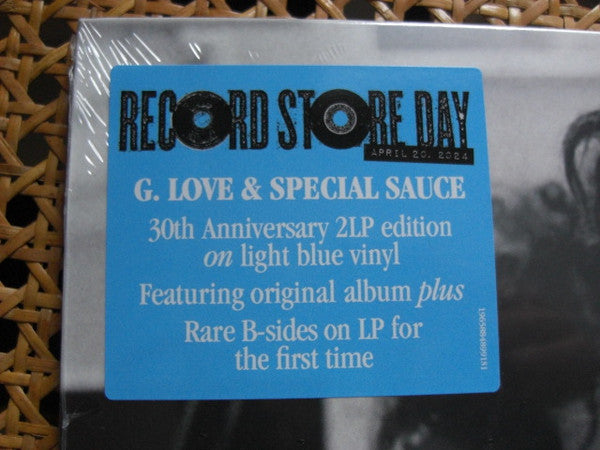 RECORD STORE DAY
APRIL 20, 2024
G. LOVE & SPECIAL SAUCE
30th Anniversary 2LP edition
on light blue vinyl
Featuring original album plus
Rare B-sides on LP for
the first time